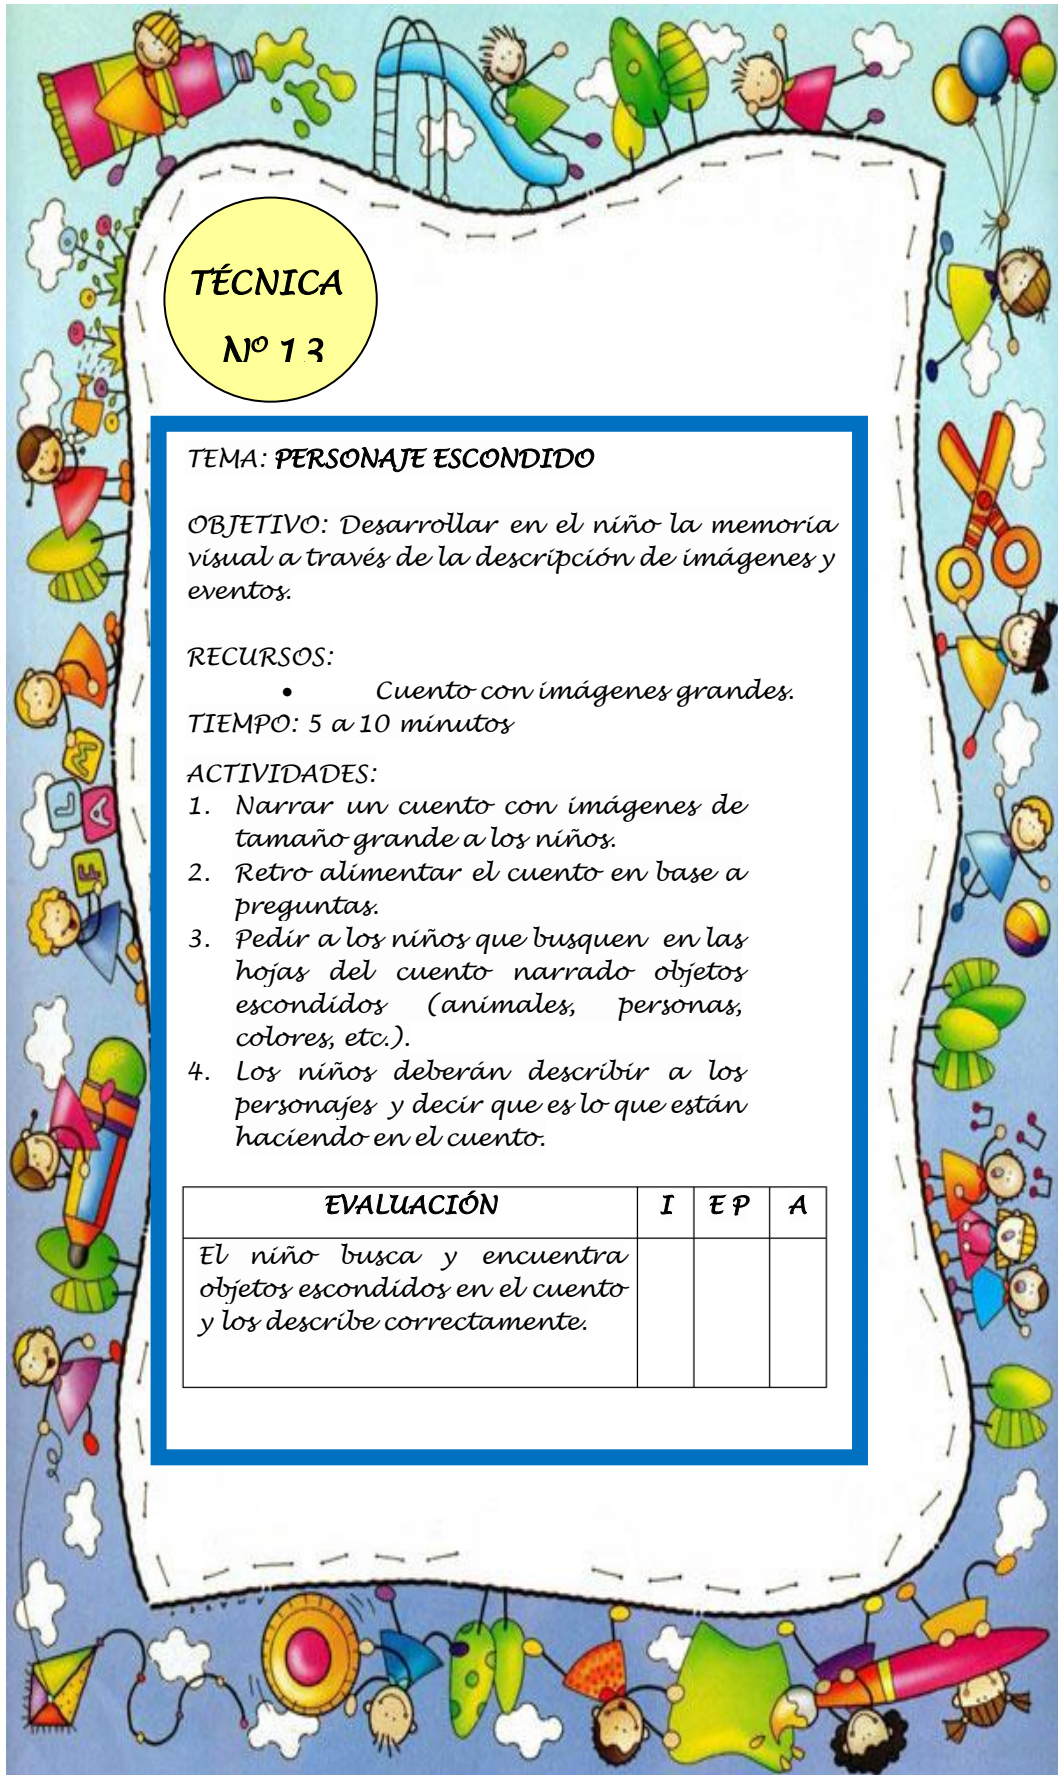 TÉCNICA
Nº 13
TEMA: PERSONAJE ESCONDIDO
OBJETIVO: Desarrollar en el niño la memoria
visual a través de la descripción de imágenes y
eventos.
RECURSOS:
• Cuento con imágenes grandes.
TIEMPO: 5 a 10 minutos
ACTIVIDADES:
1. Narrar un cuento con imágenes de
tamaño grande a los niños.
2. Retro alimentar el cuento en base a
preguntas.
3. Pedir a los niños que busquen en las
hojas del cuento narrado objetos
escondidos (animales, personas,
colores, etc.).
4. Los niños deberán describir a los
personajes y decir que es lo que están
haciendo en el cuento.
EVALUACIÓN I E P A
El niño busca y encuentra
objetos escondidos en el cuento
y los describe correctamente.
M
L
A
F